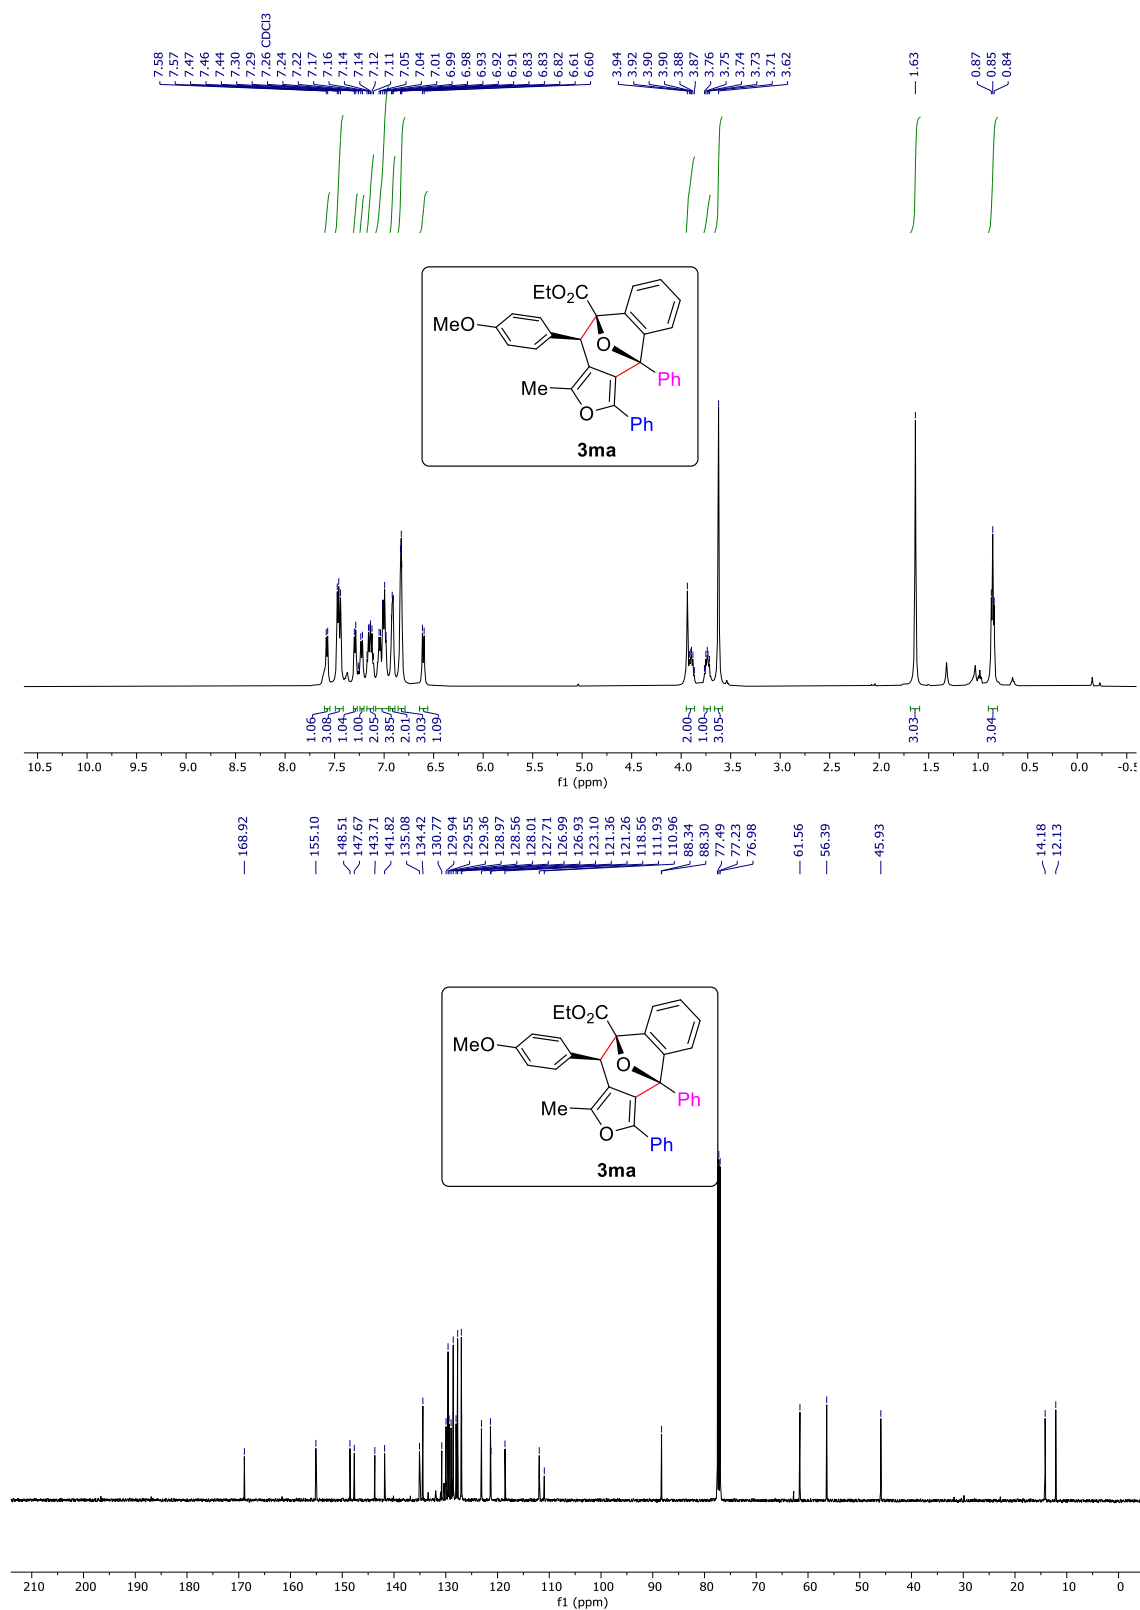 7.58 7.57 7.47 7.46 7.44 7.30 7.29 7.26 CDCl3 7.24 7.22 7.17 7.16 7.14 7.14 7.12 7.11 7.05 7.04 7.01 6.99 6.98 6.93 6.92 6.91 6.83 6.83 6.82 6.61 6.60 3.94 3.92 3.90 3.90 3.88 3.87 3.76 3.75 3.74 3.73 3.71 3.62 1.63 0.87 0.85 0.84
EtO2C
MeO
O
Ph
Me
O
Ph
3ma
1.06 3.08 1.04 1.00 2.05 3.85 2.01 3.03 1.09 2.00 1.00 3.05 3.03 3.04
10.5 10.0 9.5 9.0 8.5 8.0 7.5 7.0 6.5 6.0 5.5 5.0 4.5 4.0 3.5 3.0 2.5 2.0 1.5 1.0 0.5 0.0 -0.5
f1 (ppm)
168.92 155.10 148.51 147.67 143.71 141.82 135.08 134.42 130.77 129.94 129.55 129.36 128.97 128.56 128.01 127.71 126.99 126.93 123.10 121.36 121.26 118.56 111.93 110.96 88.34 88.30 77.49 77.23 76.98 61.56 56.39 45.93 14.18 12.13
EtO2C
MeO
O
Ph
Me
O
Ph
3ma
210 200 190 180 170 160 150 140 130 120 110 100 90 80 70 60 50 40 30 20 10 0
f1 (ppm)